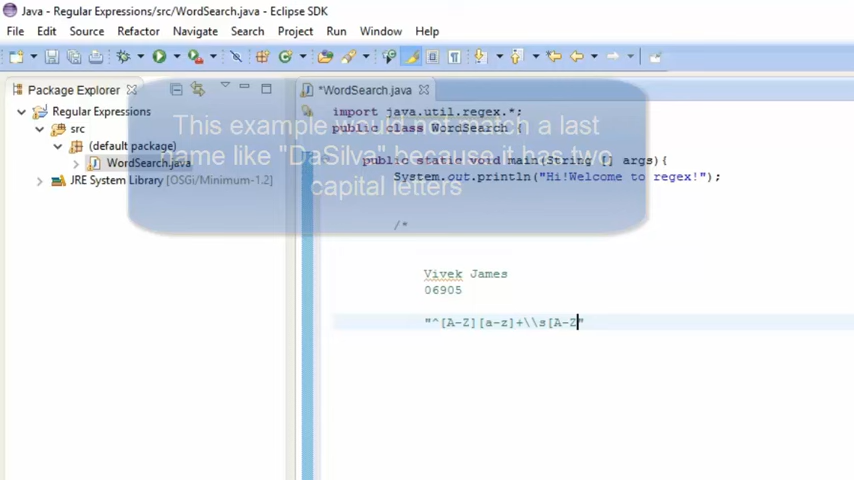 Java - Regular Expressions/src/WordSearch.java - Eclipse SDK
File Edit Source Refactor Navigate Search Project Run Window Help
Package Explorer
*WordSearch.java
Regular Expressions
src
(default package)
WordSearch.java
JRE System Library [OSGi/Minimum-1.2]
This example would not match a last
name like "DaSilva" because it has two
capital letters
import java.util.regex.*;
public class WordSearch {
public static void main(String [] args){
System.out.println("Hi!Welcome to regex!");
/*
Vivek James
06905
"^[A-Z][a-z]+\\s[A-Z"